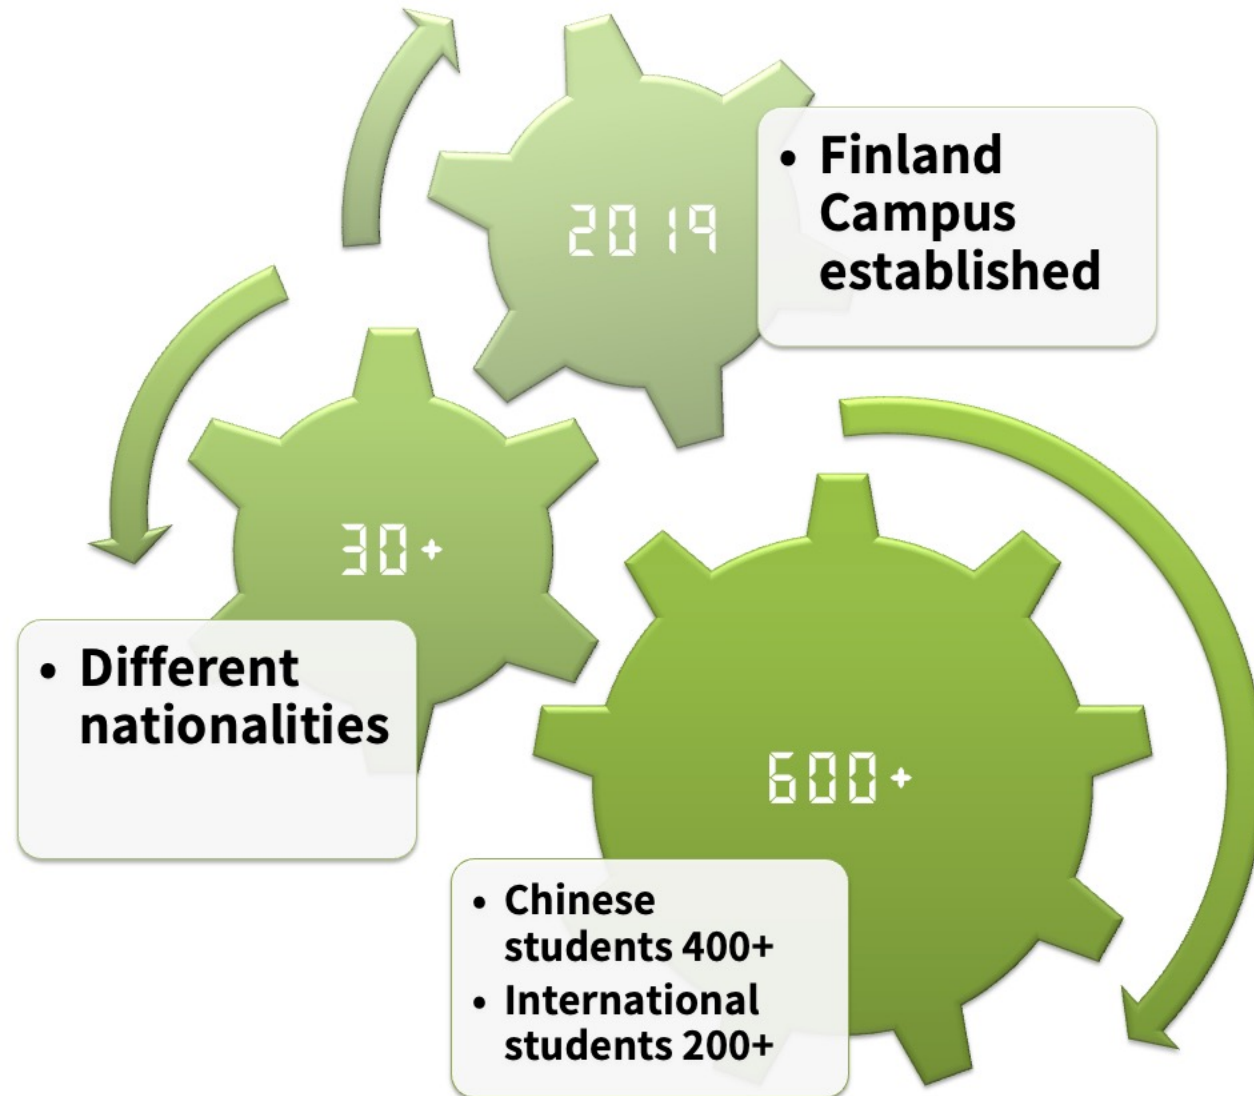 2019
• Finland
Campus
established
30+
• Different
nationalities
600+
• Chinese
students 400+
• International
students 200+